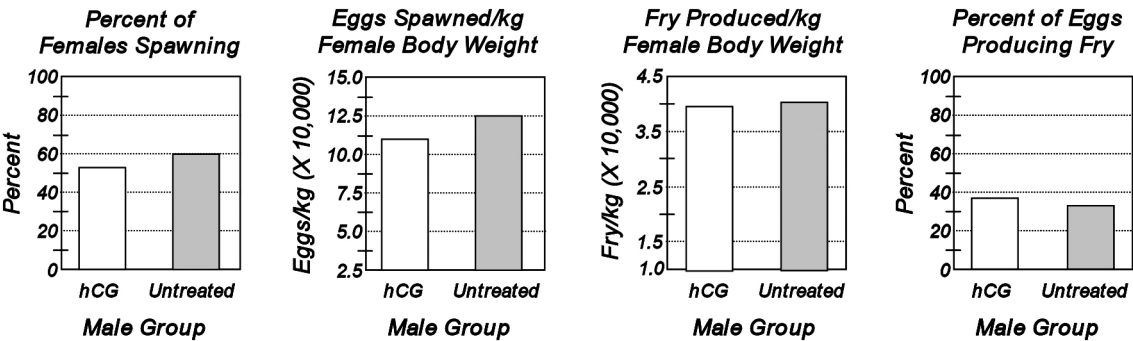 Percent of
Females Spawning
100
80
60
40
20
0
Percent
hCG Untreated
Male Group
Eggs Spawned/kg
Female Body Weight
15.0
12.5
10.0
7.5
5.0
2.5
Eggs/kg (X 10,000)
hCG Untreated
Male Group
Fry Produced/kg
Female Body Weight
4.5
3.5
2.5
1.5
1.0
Fry/kg (X 10,000)
hCG Untreated
Male Group
Percent of Eggs
Producing Fry
100
80
60
40
20
0
Percent
hCG Untreated
Male Group